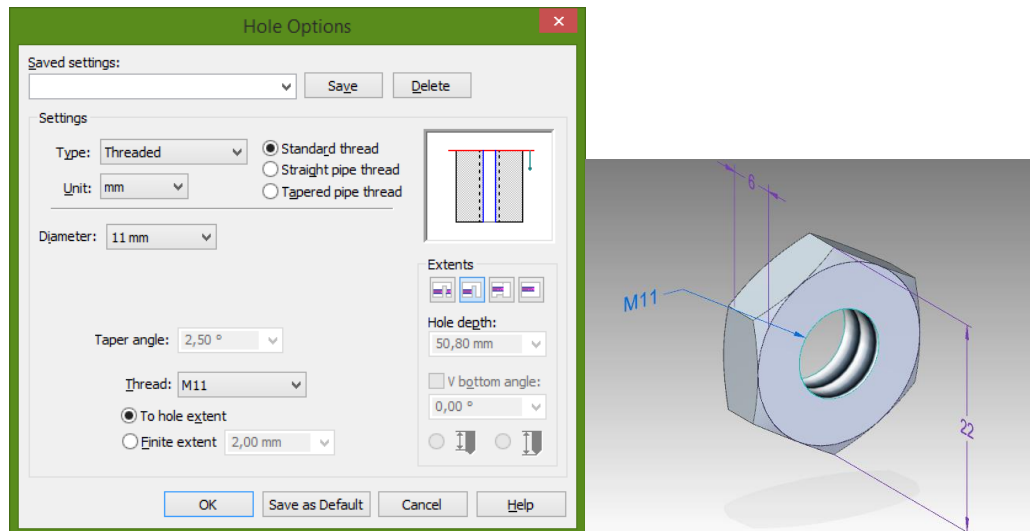 Hole Options
Saved settings:
Save
Delete
Settings
Type: Threaded
Standard thread
Straight pipe thread
Tapered pipe thread
Unit: mm
Diameter: 11 mm
Extents
Hole depth:
50,80 mm
Taper angle: 2,50 °
V bottom angle:
0,00 °
Thread: M11
To hole extent
Finite extent 2,00 mm
OK
Save as Default
Cancel
Help
6
M11
22